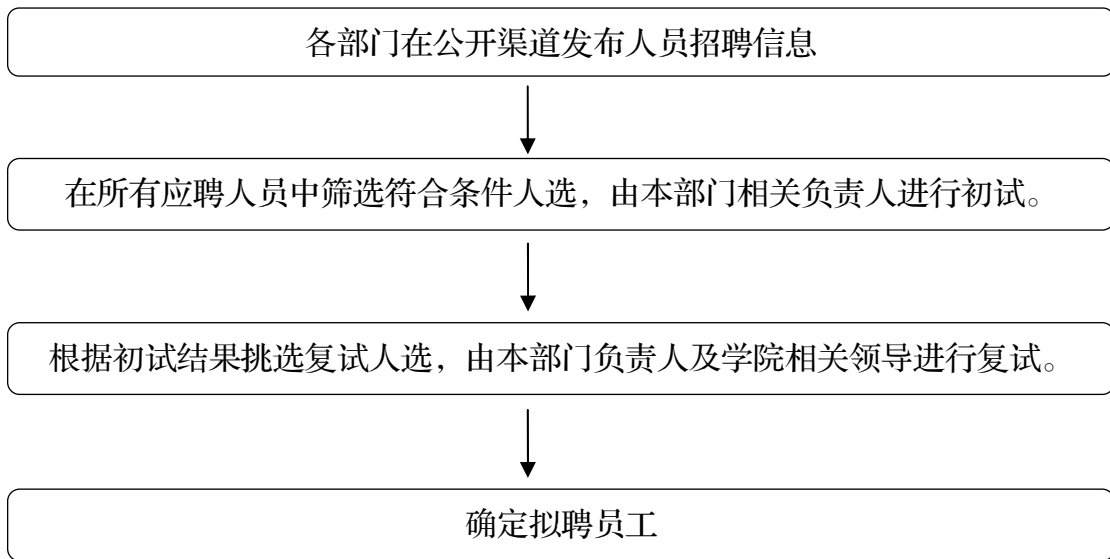 各部门在公开渠道发布人员招聘信息
在所有应聘人员中筛选符合条件人选，由本部门相关负责人进行初试。
根据初试结果挑选复试人选，由本部门负责人及学院相关领导进行复试。
确定拟聘员工